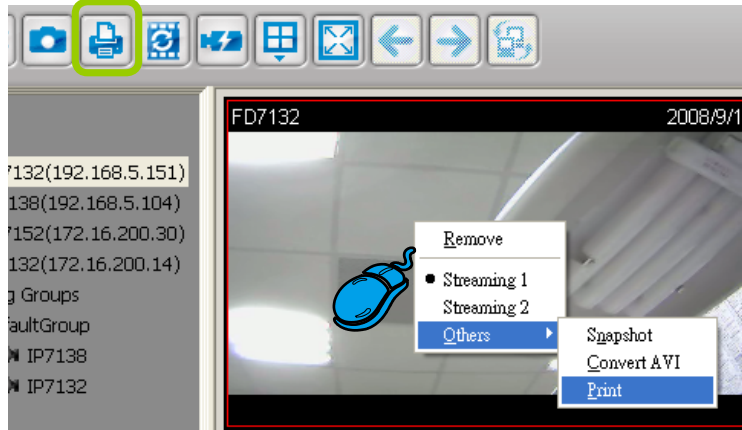 FD7132 2008/9/1
7132(192.168.5.151)
138(192.168.5.104)
7152(172.16.200.30)
132(172.16.200.14)
g Groups
faultGroup
IP7138
IP7132
Remove
Streaming 1
Streaming 2
Others
Snapshot
Convert AVI
Print